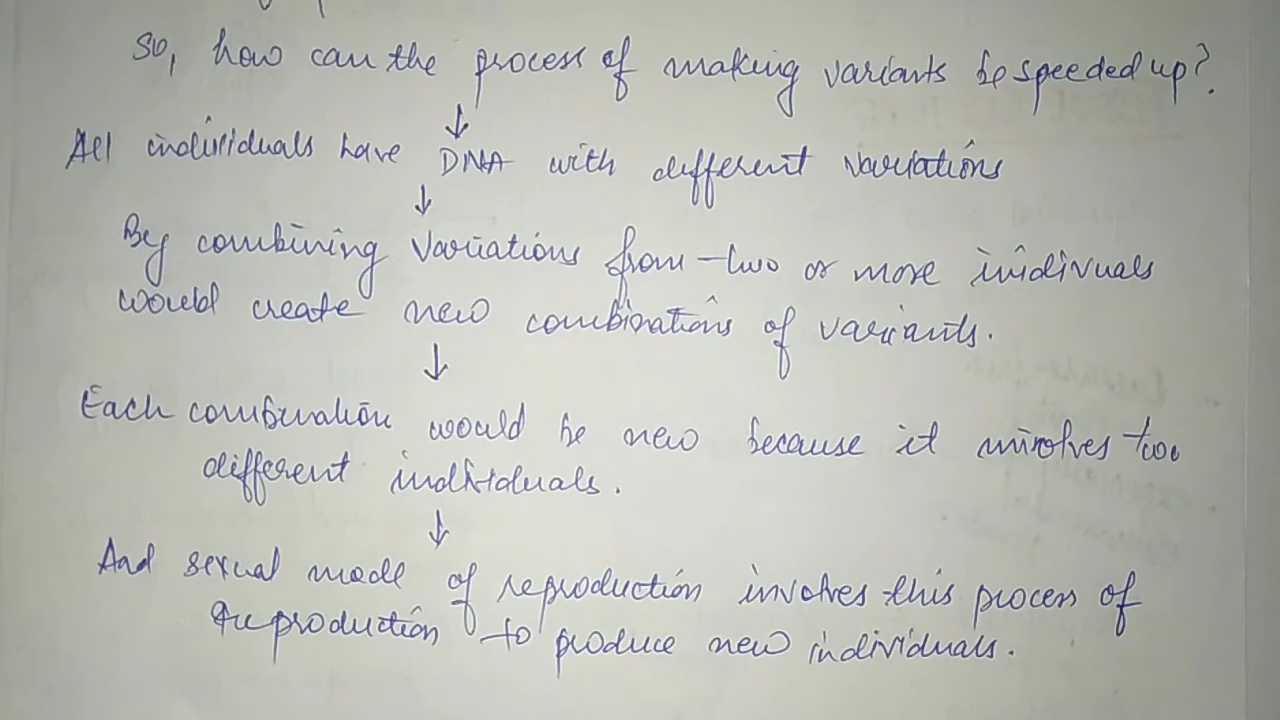 So, how can the process of making variants be speeded up?
↓
All individuals have DNA with different variations
↓
By combining variations from two or more inidivuals
would create new combinations of variants.
↓
Each combination would be new because it involves two
different individuals.
↓
And sexual mode of reproduction involves this process of
reproduction to produce new individuals.